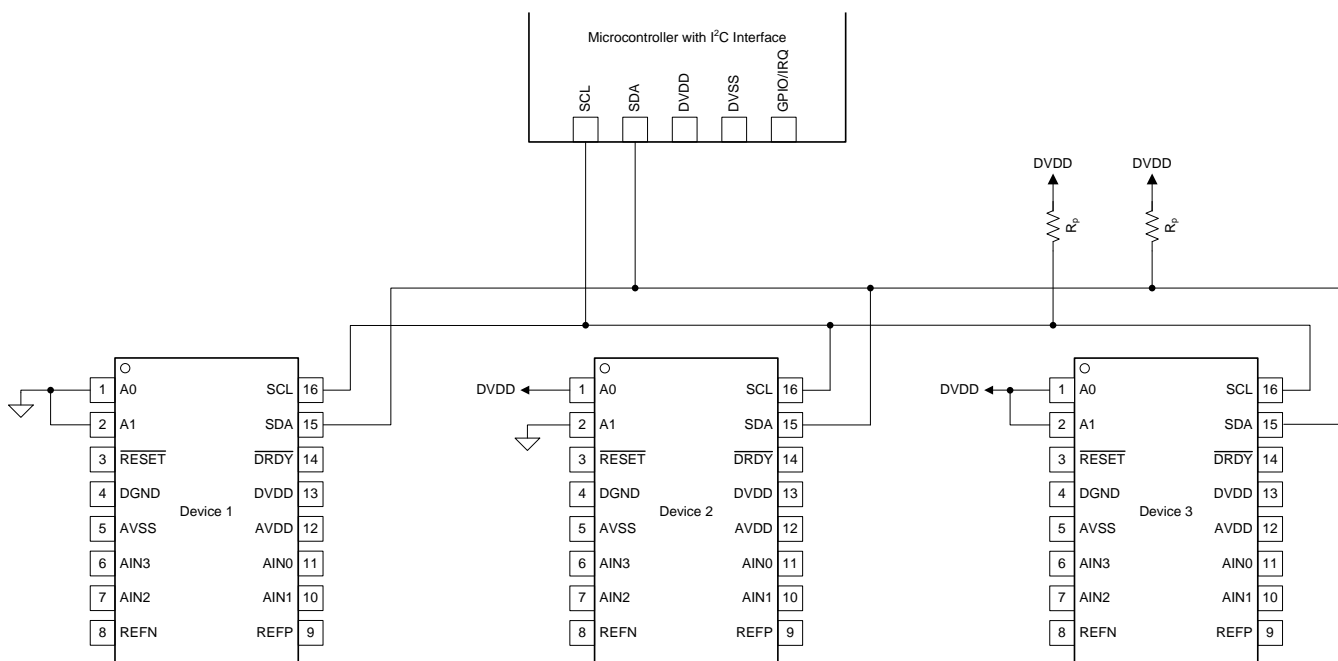 Microcontroller with I²C Interface
SCL
SDA
DVDD
DVSS
GPIO/IRQ
DVDD
DVDD
Rp
Rp
1 A0 SCL 16
2 A1 SDA 15
3 RESET DRDY 14
4 DGND DVDD 13
Device 1
5 AVSS AVDD 12
6 AIN3 AIN0 11
7 AIN2 AIN1 10
8 REFN REFP 9
DVDD
1 A0 SCL 16
2 A1 SDA 15
3 RESET DRDY 14
4 DGND DVDD 13
Device 2
5 AVSS AVDD 12
6 AIN3 AIN0 11
7 AIN2 AIN1 10
8 REFN REFP 9
DVDD
1 A0 SCL 16
2 A1 SDA 15
3 RESET DRDY 14
4 DGND DVDD 13
Device 3
5 AVSS AVDD 12
6 AIN3 AIN0 11
7 AIN2 AIN1 10
8 REFN REFP 9